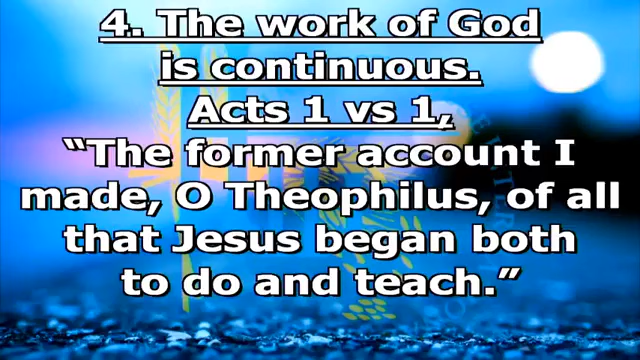 4. The work of God
is continuous.
Acts 1 vs 1,
“The former account I
made, O Theophilus, of all
that Jesus began both
to do and teach.”